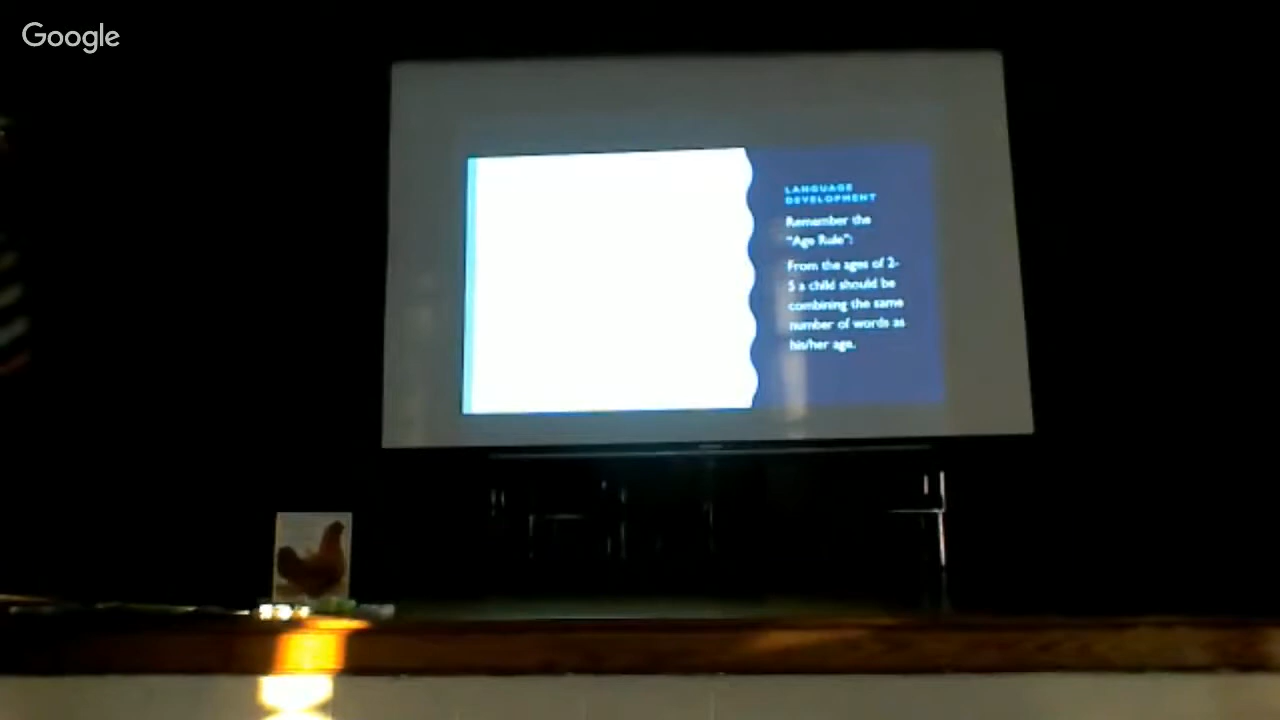 Google
LANGUAGE
DEVELOPMENT
Remember the
"Age Rule":
From the ages of 2-
5 a child should be
combining the same
number of words as
his/her age.